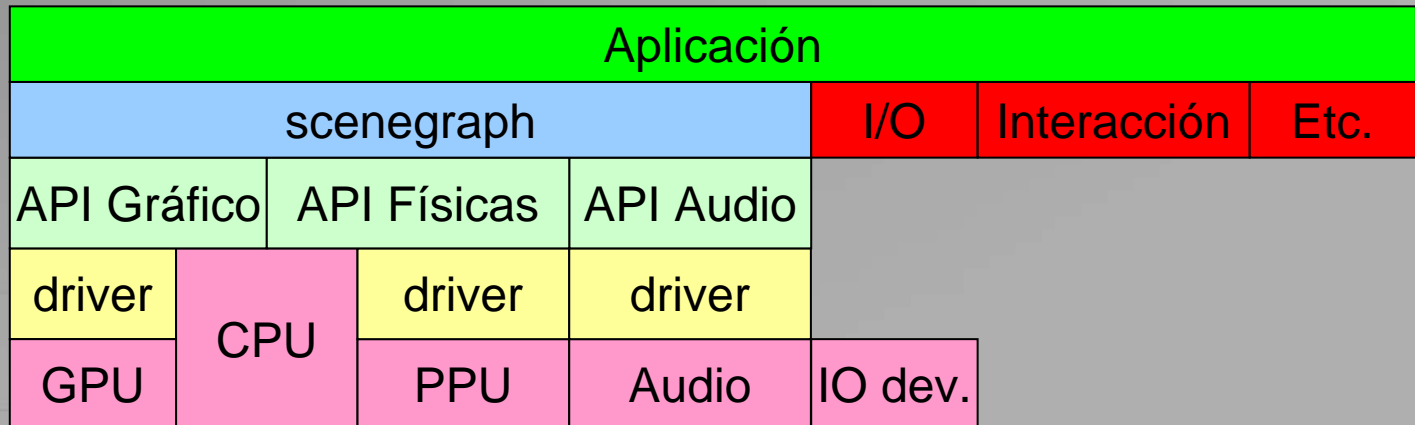 Aplicación
scenegraph I/O Interacción Etc.
API Gráfico API Físicas API Audio
driver driver driver
CPU
GPU PPU Audio IO dev.